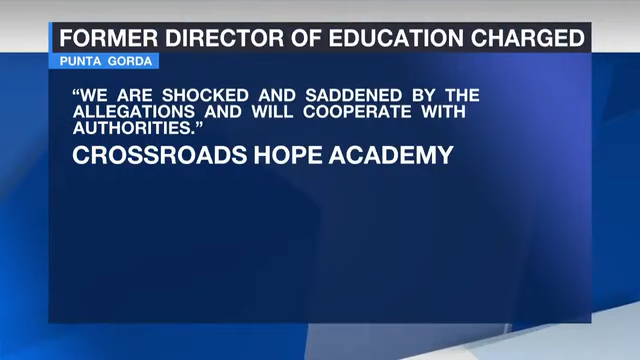 FORMER DIRECTOR OF EDUCATION CHARGED
PUNTA GORDA
“WE ARE SHOCKED AND SADDENED BY THE
ALLEGATIONS AND WILL COOPERATE WITH
AUTHORITIES.”
CROSSROADS HOPE ACADEMY